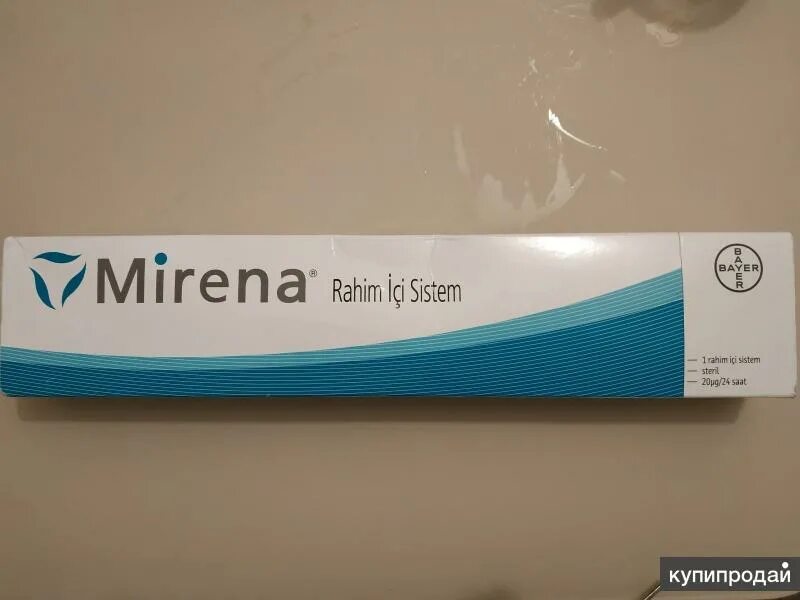 Mirena® Rahim İçi Sistem
BAYER
BAYER
1 rahim içi sistem
steril
20µg/24 saat
купипродай